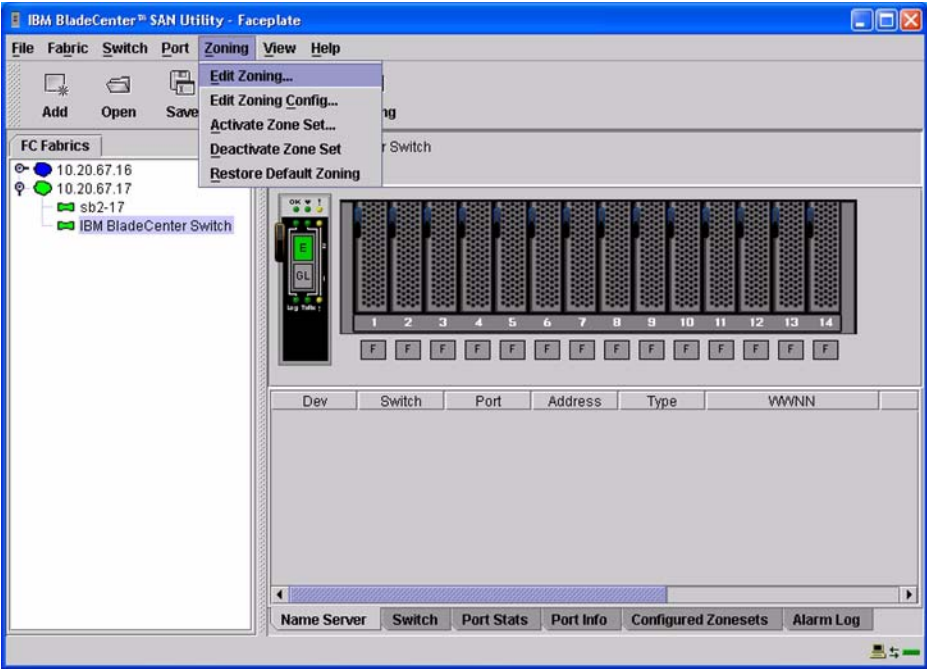 IBM BladeCenter™ SAN Utility - Faceplate
File Fabric Switch Port Zoning View Help
Edit Zoning...
Edit Zoning Config...
Activate Zone Set...
Deactivate Zone Set
Restore Default Zoning
Add Open Save ng
FC Fabrics
r Switch
10.20.67.16
10.20.67.17
sb2-17
IBM BladeCenter Switch
OK !
E
GL
1 2 3 4 5 6 7 8 9 10 11 12 13 14
F F F F F F F F F F F F F F
Dev Switch Port Address Type WWNN
Name Server Switch Port Stats Port Info Configured Zonesets Alarm Log